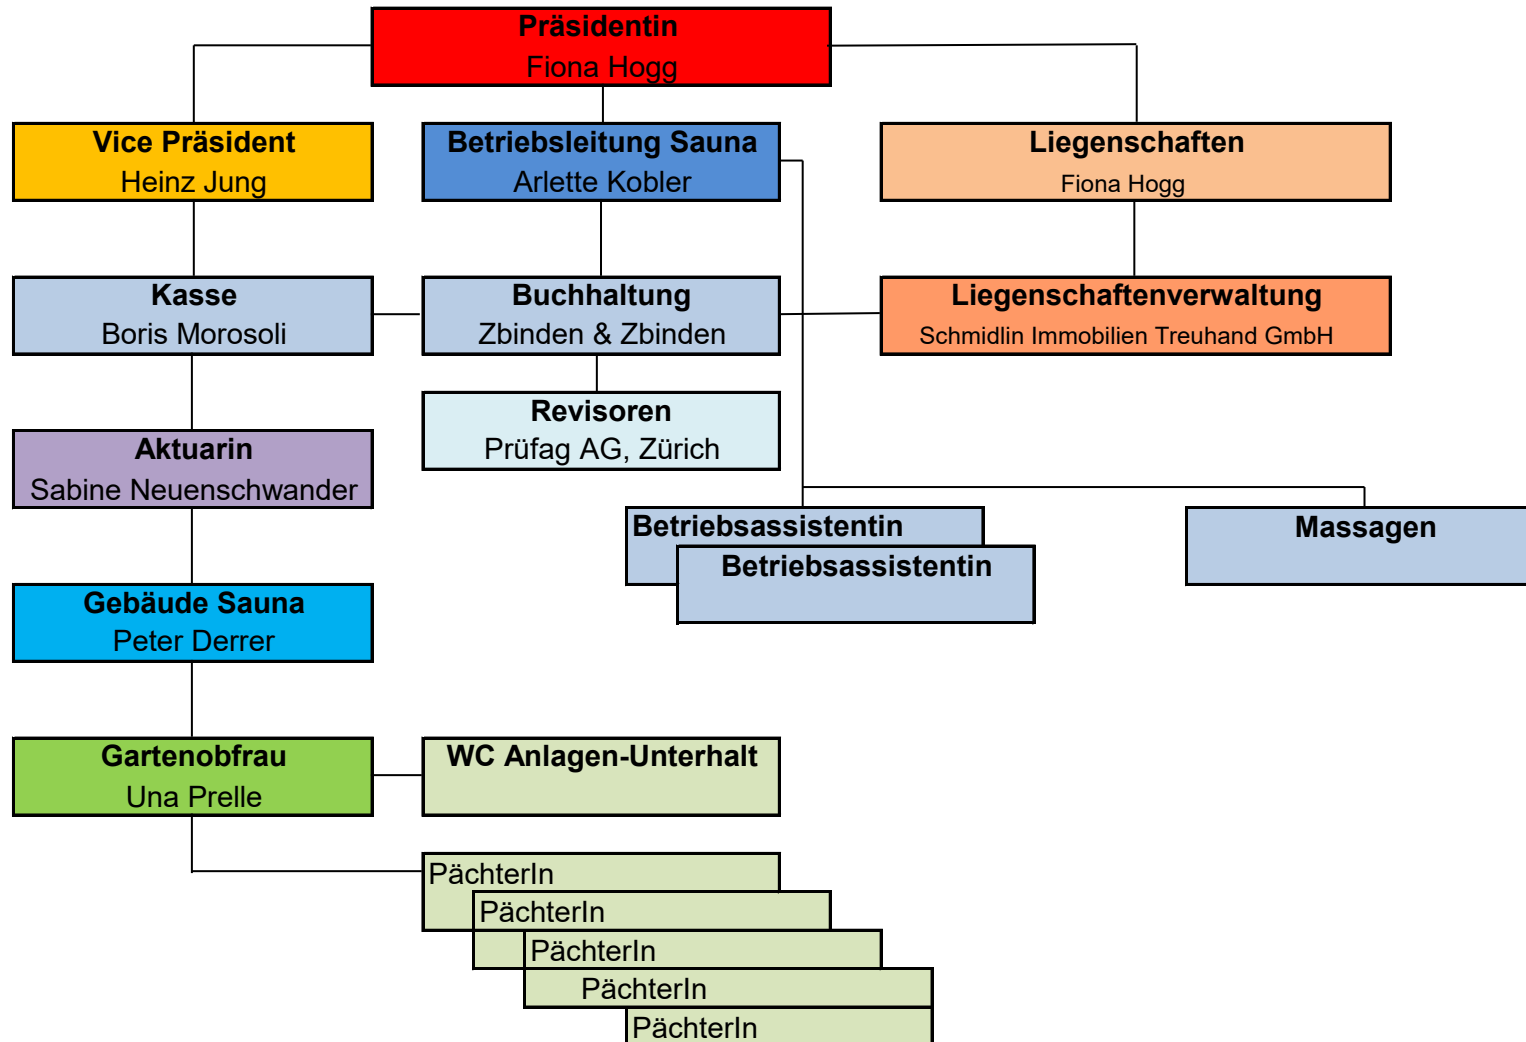 Präsidentin
Fiona Hogg
Vice Präsident
Heinz Jung
Betriebsleitung Sauna
Arlette Kobler
Liegenschaften
Fiona Hogg
Kasse
Boris Morosoli
Buchhaltung
Zbinden & Zbinden
Liegenschaftenverwaltung
Schmidlin Immobilien Treuhand GmbH
Revisoren
Prüfag AG, Zürich
Aktuarin
Sabine Neuenschwander
Betriebsassistentin
Betriebsassistentin
Massagen
Gebäude Sauna
Peter Derrer
Gartenobfrau
Una Prelle
WC Anlagen-Unterhalt
PächterIn
PächterIn
PächterIn
PächterIn
PächterIn